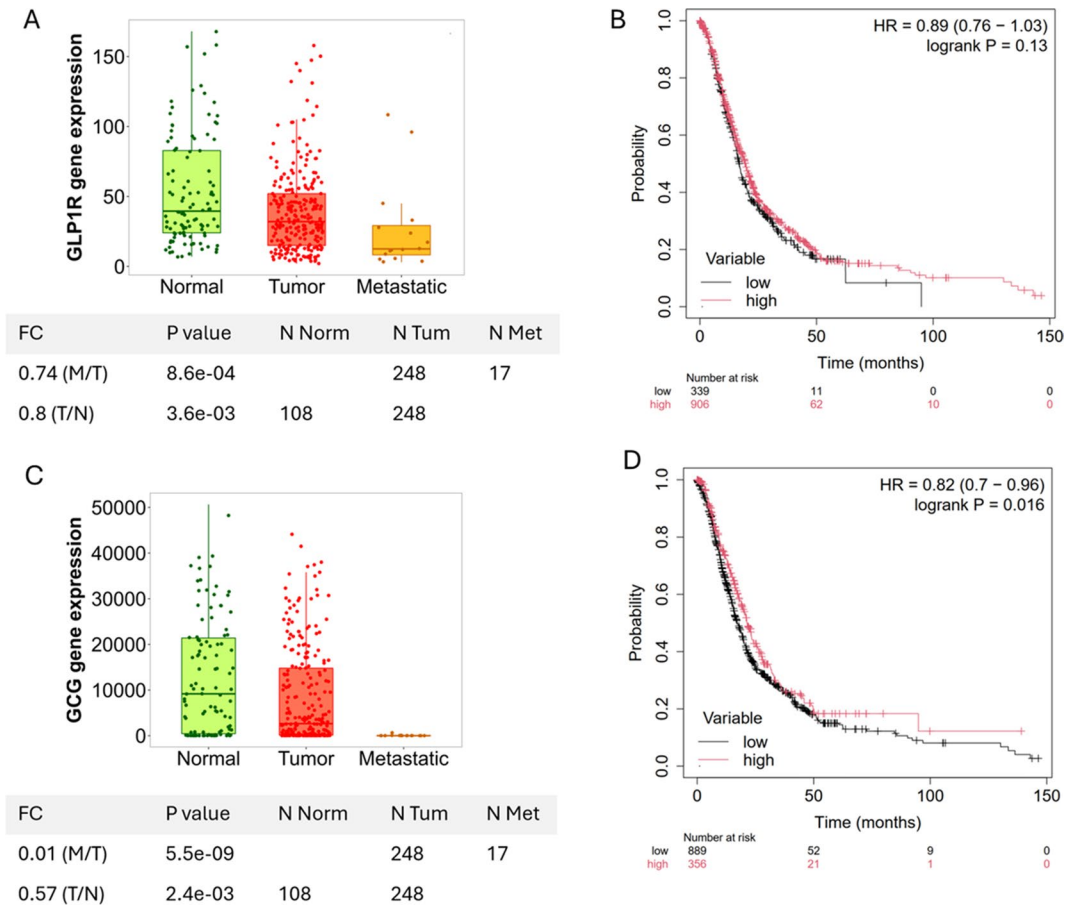 A
GLP1R gene expression
150
100
50
0
Normal Tumor Metastatic
FC P value N Norm N Tum N Met
0.74 (M/T) 8.6e-04 248 17
0.8 (T/N) 3.6e-03 108 248
B
HR = 0.89 (0.76 − 1.03)
logrank P = 0.13
Probability
1.0
0.8
0.6
0.4
0.2
0.0
Variable
low
high
0 50 100 150
Time (months)
Number at risk
low 339 11 0 0
high 906 62 10 0
C
GCG gene expression
50000
40000
30000
20000
10000
0
Normal Tumor Metastatic
FC P value N Norm N Tum N Met
0.01 (M/T) 5.5e-09 248 17
0.57 (T/N) 2.4e-03 108 248
D
HR = 0.82 (0.7 − 0.96)
logrank P = 0.016
Probability
1.0
0.8
0.6
0.4
0.2
0.0
Variable
low
high
0 50 100 150
Time (months)
Number at risk
low 889 52 9 0
high 356 21 1 0